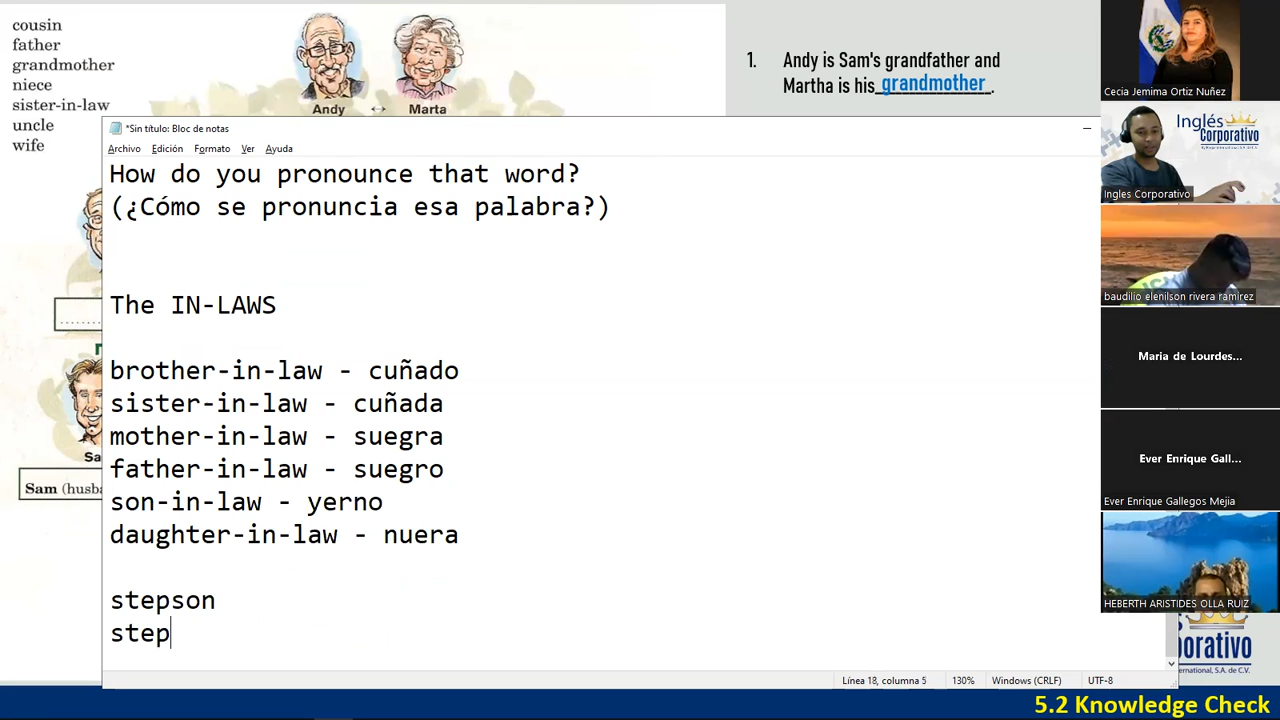 cousin
father
grandmother
niece
sister-in-law
uncle
wife
Andy ↔ Marta
1. Andy is Sam's grandfather and
Martha is his grandmother.
*Sin título: Bloc de notas
Archivo Edición Formato Ver Ayuda
How do you pronounce that word?
(¿Cómo se pronuncia esa palabra?)
The IN-LAWS
brother-in-law - cuñado
sister-in-law - cuñada
mother-in-law - suegra
father-in-law - suegro
son-in-law - yerno
daughter-in-law - nuera
stepson
step
Sam (husba
Línea 18, columna 5 130% Windows (CRLF) UTF-8
5.2 Knowledge Check
Cecia Jemima Ortiz Nuñez
Inglés
Corporativo
Ingles Corporativo
baudilio elenilson rivera ramirez
Maria de Lourdes...
Ever Enrique Gall...
Ever Enrique Gallegos Mejia
HEBERTH ARISTIDES OLLA RUIZ
orativo